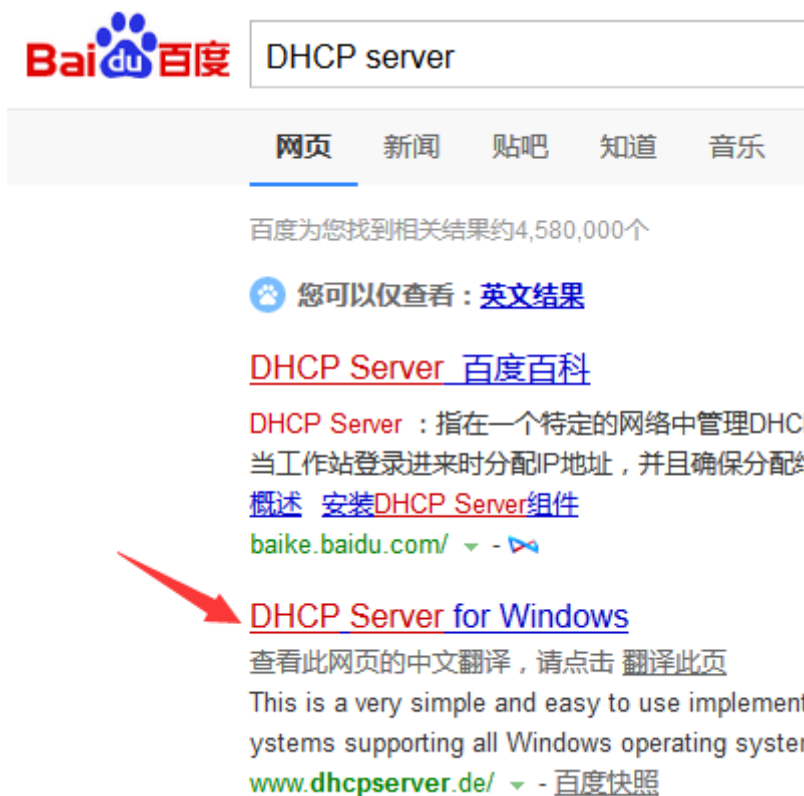 Bai du 百度
DHCP server
网页 新闻 贴吧 知道 音乐
百度为您找到相关结果约4,580,000个
您可以仅查看：英文结果
DHCP Server_百度百科
DHCP Server ：指在一个特定的网络中管理DHC
当工作站登录进来时分配IP地址，并且确保分配
概述 安装DHCP Server组件
baike.baidu.com/ -
DHCP Server for Windows
查看此网页的中文翻译，请点击 翻译此页
This is a very simple and easy to use implement
ystems supporting all Windows operating system
www.dhcpserver.de/ - 百度快照